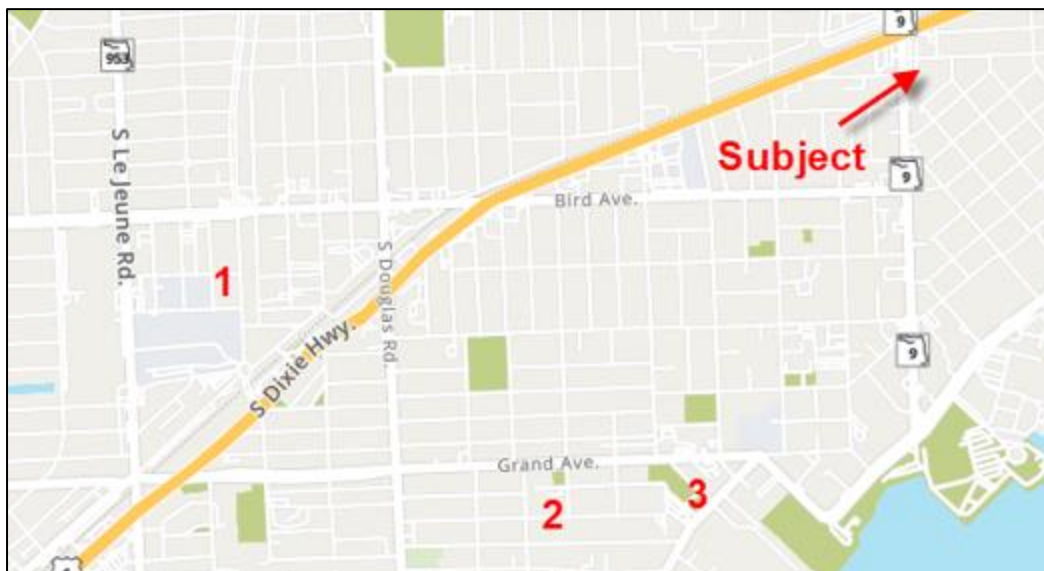 9
953
S Le Jeune Rd.
Subject
Bird Ave.
9
S Douglas Rd.
1
S Dixie Hwy.
9
Grand Ave.
2
3